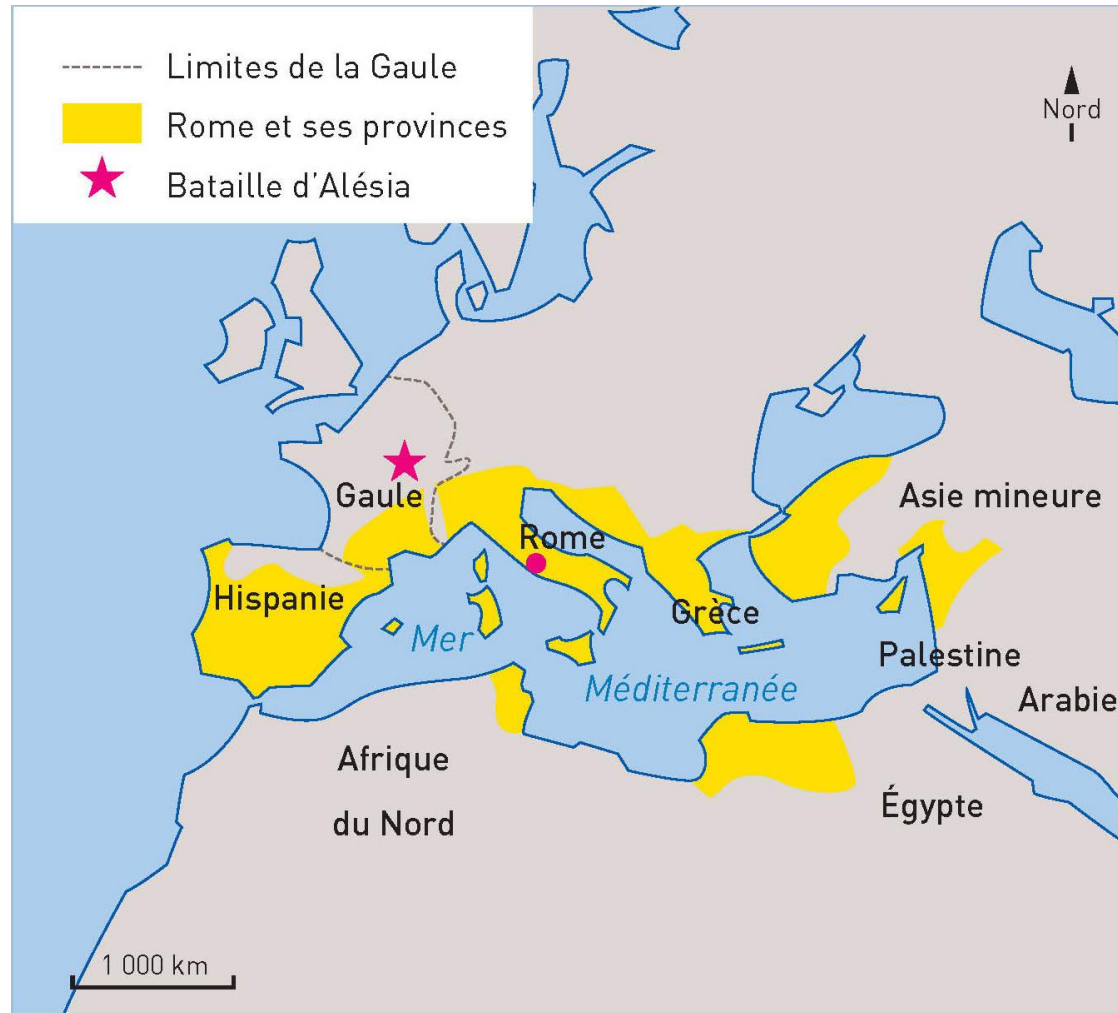 Limites de la Gaule
Rome et ses provinces
Bataille d'Alésia
Nord
Gaule
Rome
Asie mineure
Hispanie
Grèce
Mer
Méditerranée
Palestine
Arabie
Afrique
du Nord
Égypte
1 000 km